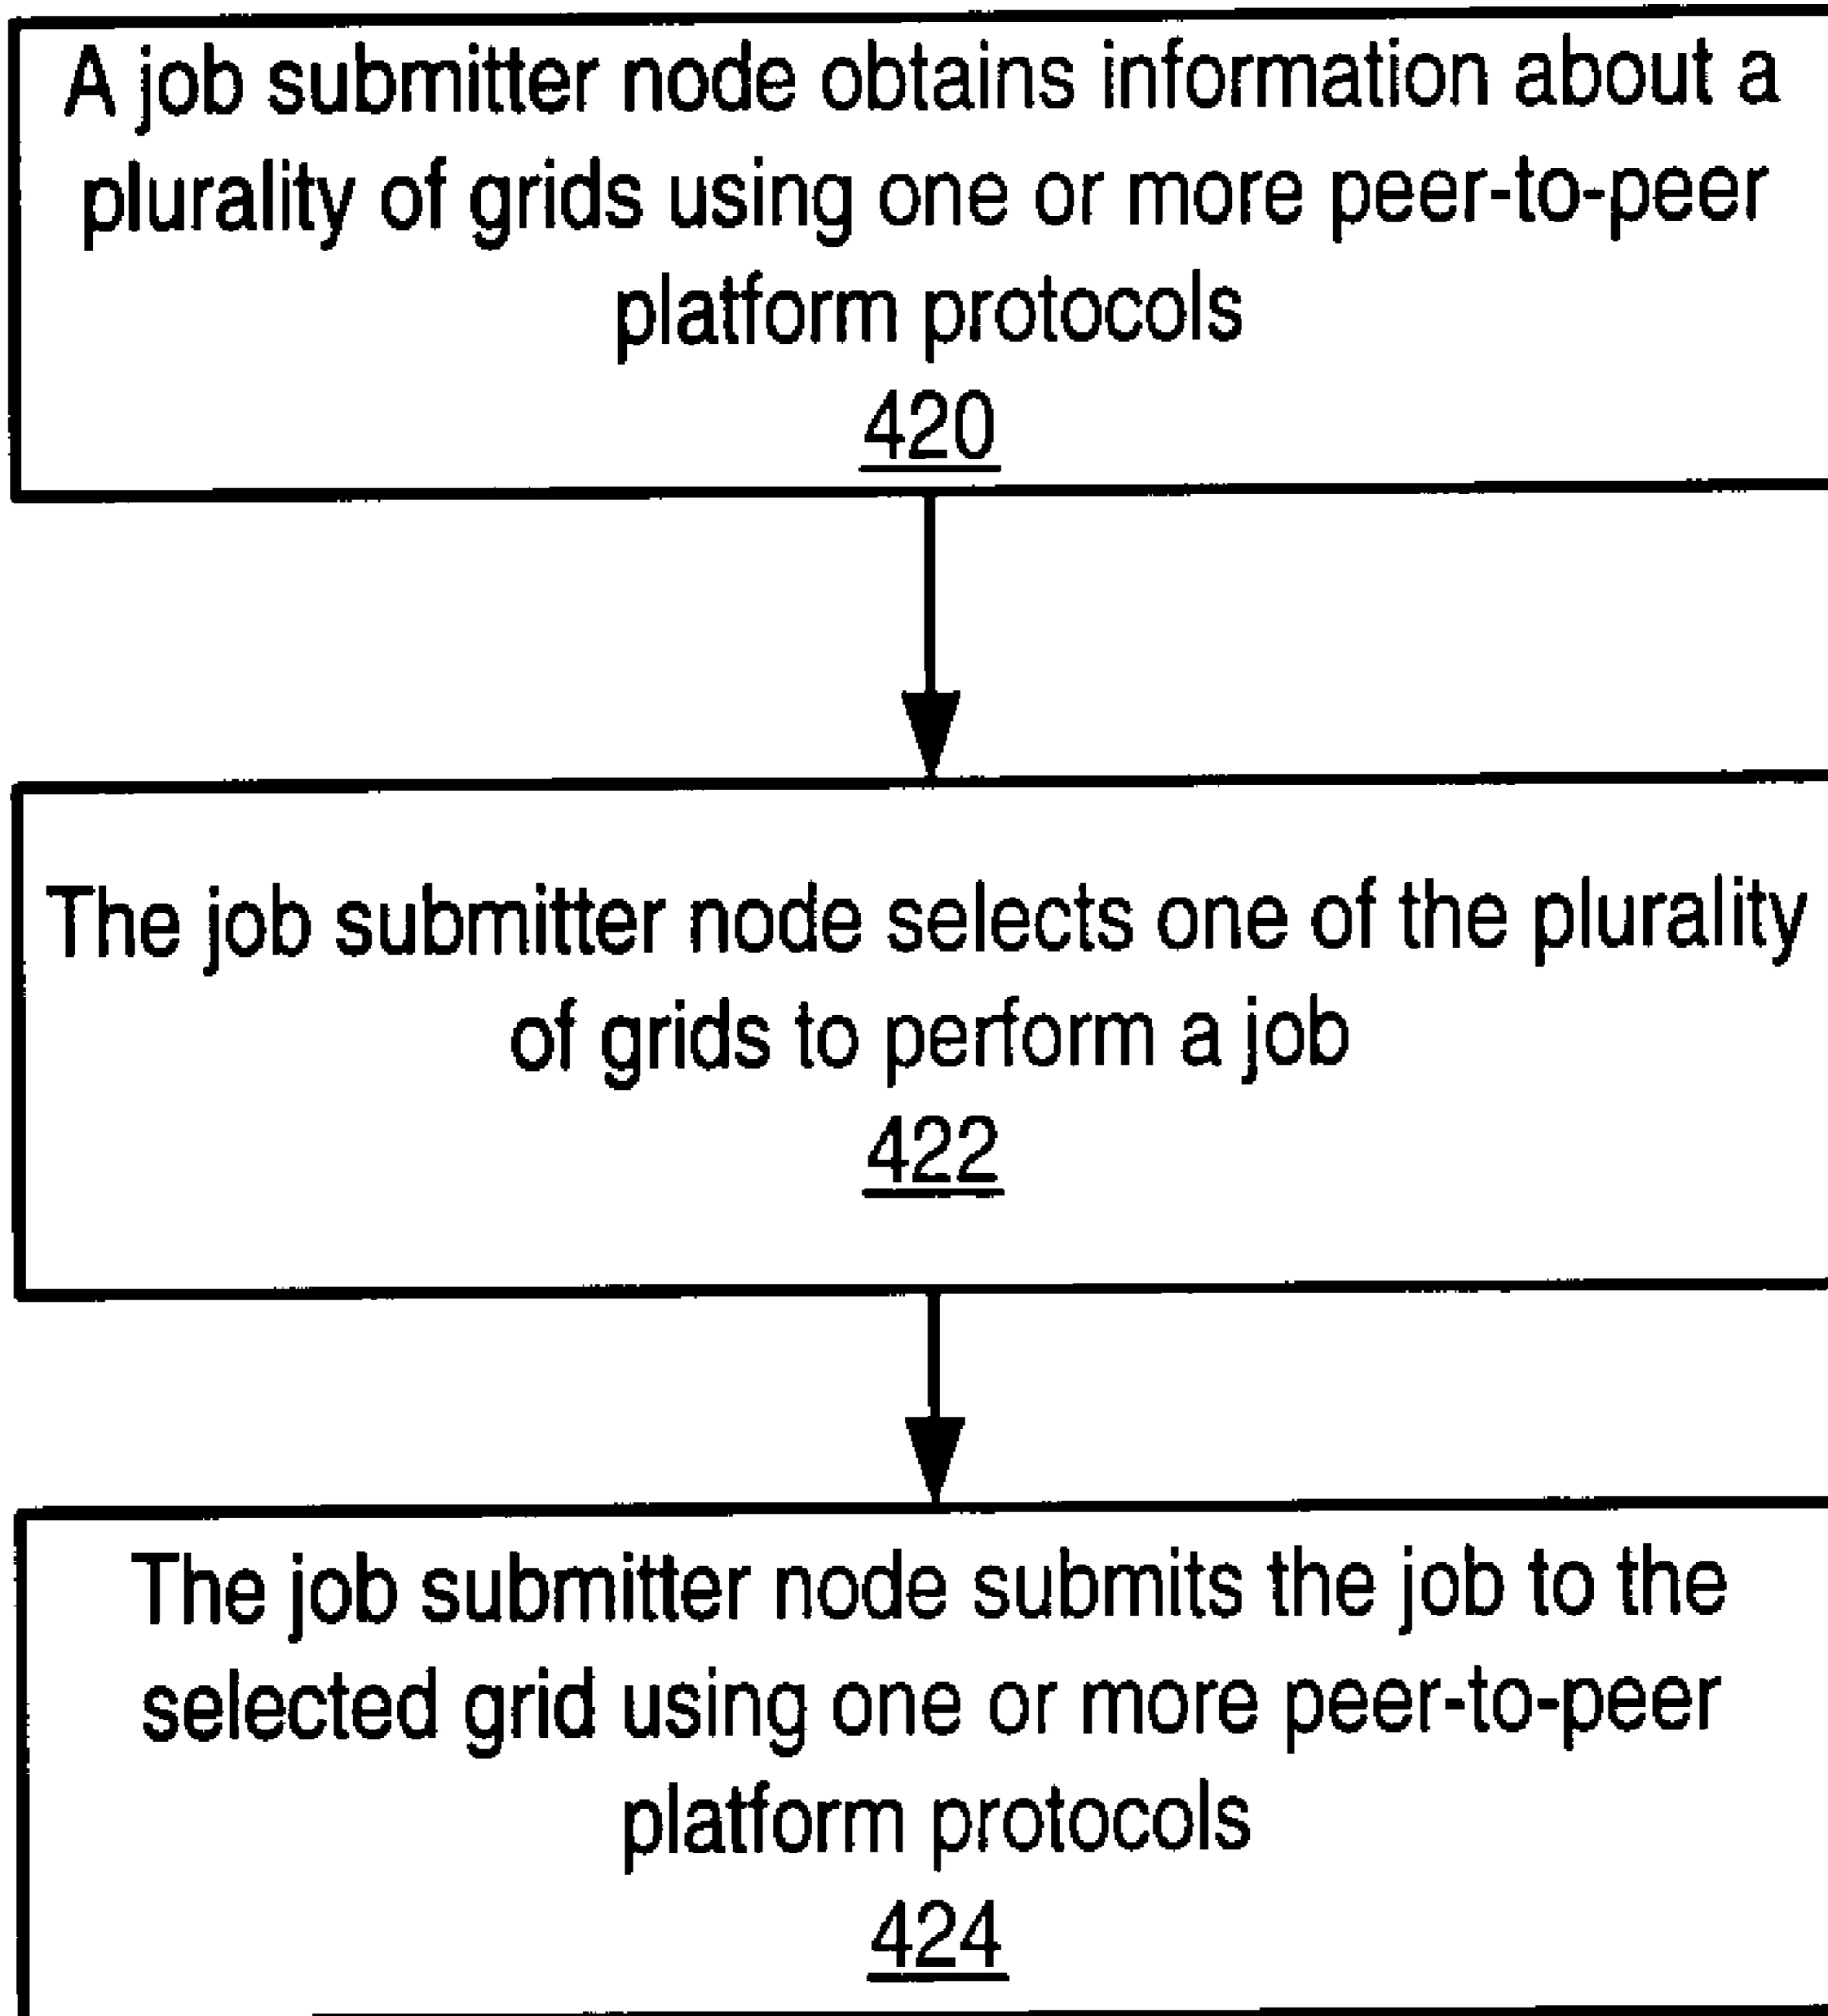 A job submitter node obtains information about a
plurality of grids using one or more peer-to-peer
platform protocols
420
The job submitter node selects one of the plurality
of grids to perform a job
422
The job submitter node submits the job to the
selected grid using one or more peer-to-peer
platform protocols
424